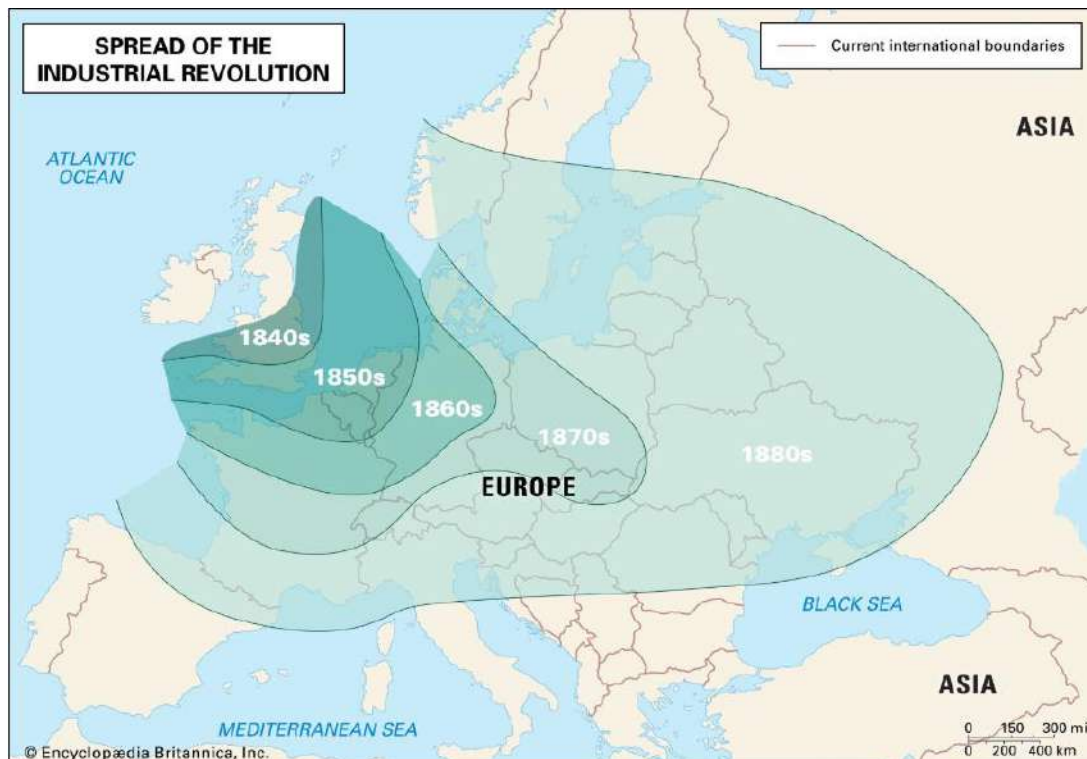 SPREAD OF THE
INDUSTRIAL REVOLUTION
Current international boundaries
ASIA
ATLANTIC
OCEAN
1840s
1850s
1860s
1870s
1880s
EUROPE
BLACK SEA
ASIA
MEDITERRANEAN SEA
0 150 300 mi
0 200 400 km
© Encyclopædia Britannica, Inc.